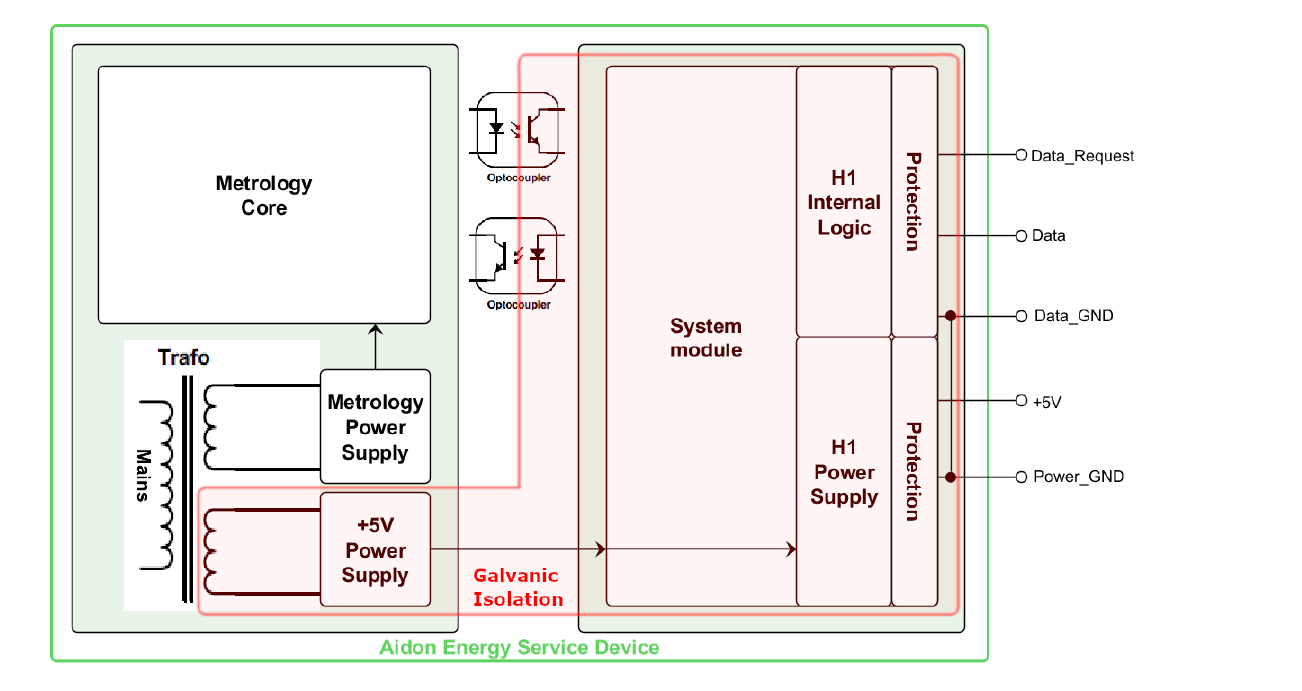 Metrology
Core
Optocoupler
Optocoupler
Trafo
Mains
Metrology
Power
Supply
+5V
Power
Supply
Galvanic
Isolation
System
module
H1
Internal
Logic
Protection
H1
Power
Supply
Protection
Data_Request
Data
Data_GND
+5V
Power_GND
Aidon Energy Service Device